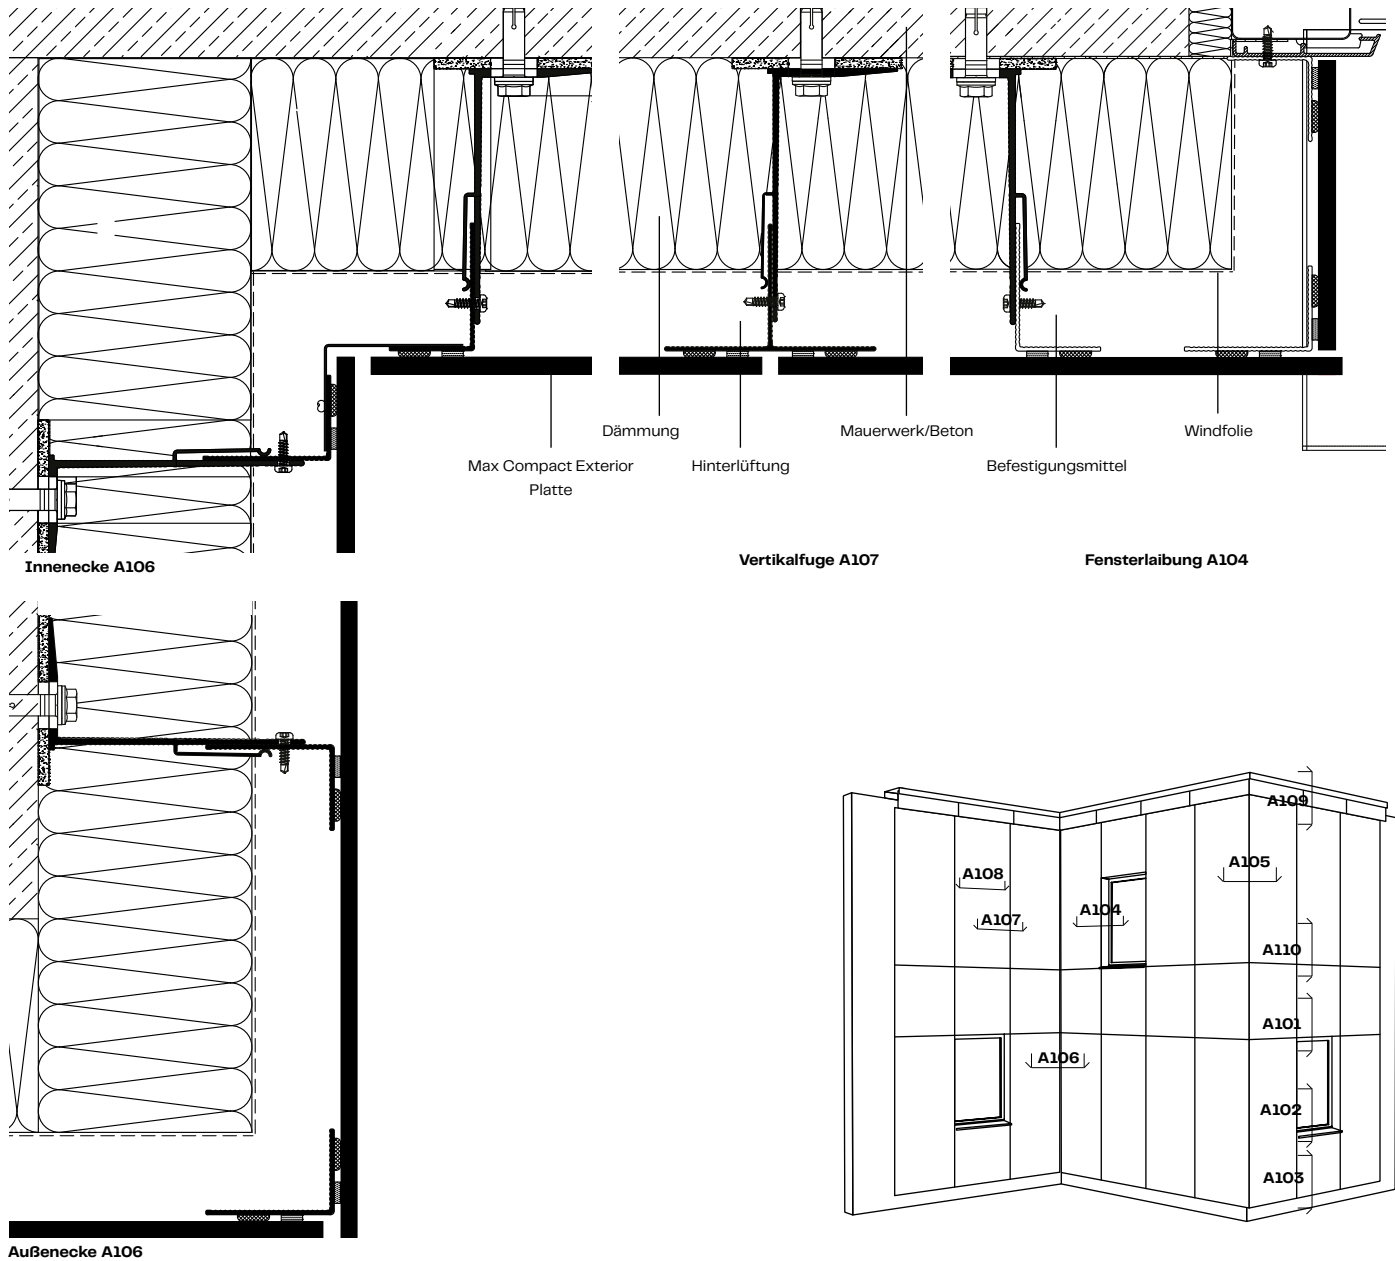 Dämmung
Mauerwerk/Beton
Windfolie
Max Compact Exterior
Platte
Hinterlüftung
Befestigungsmittel
Innenecke A106
Vertikalfuge A107
Fensterlaibung A104
A109
A105
A108
A104
A107
A110
A101
A106
A102
A103
Außenecke A106